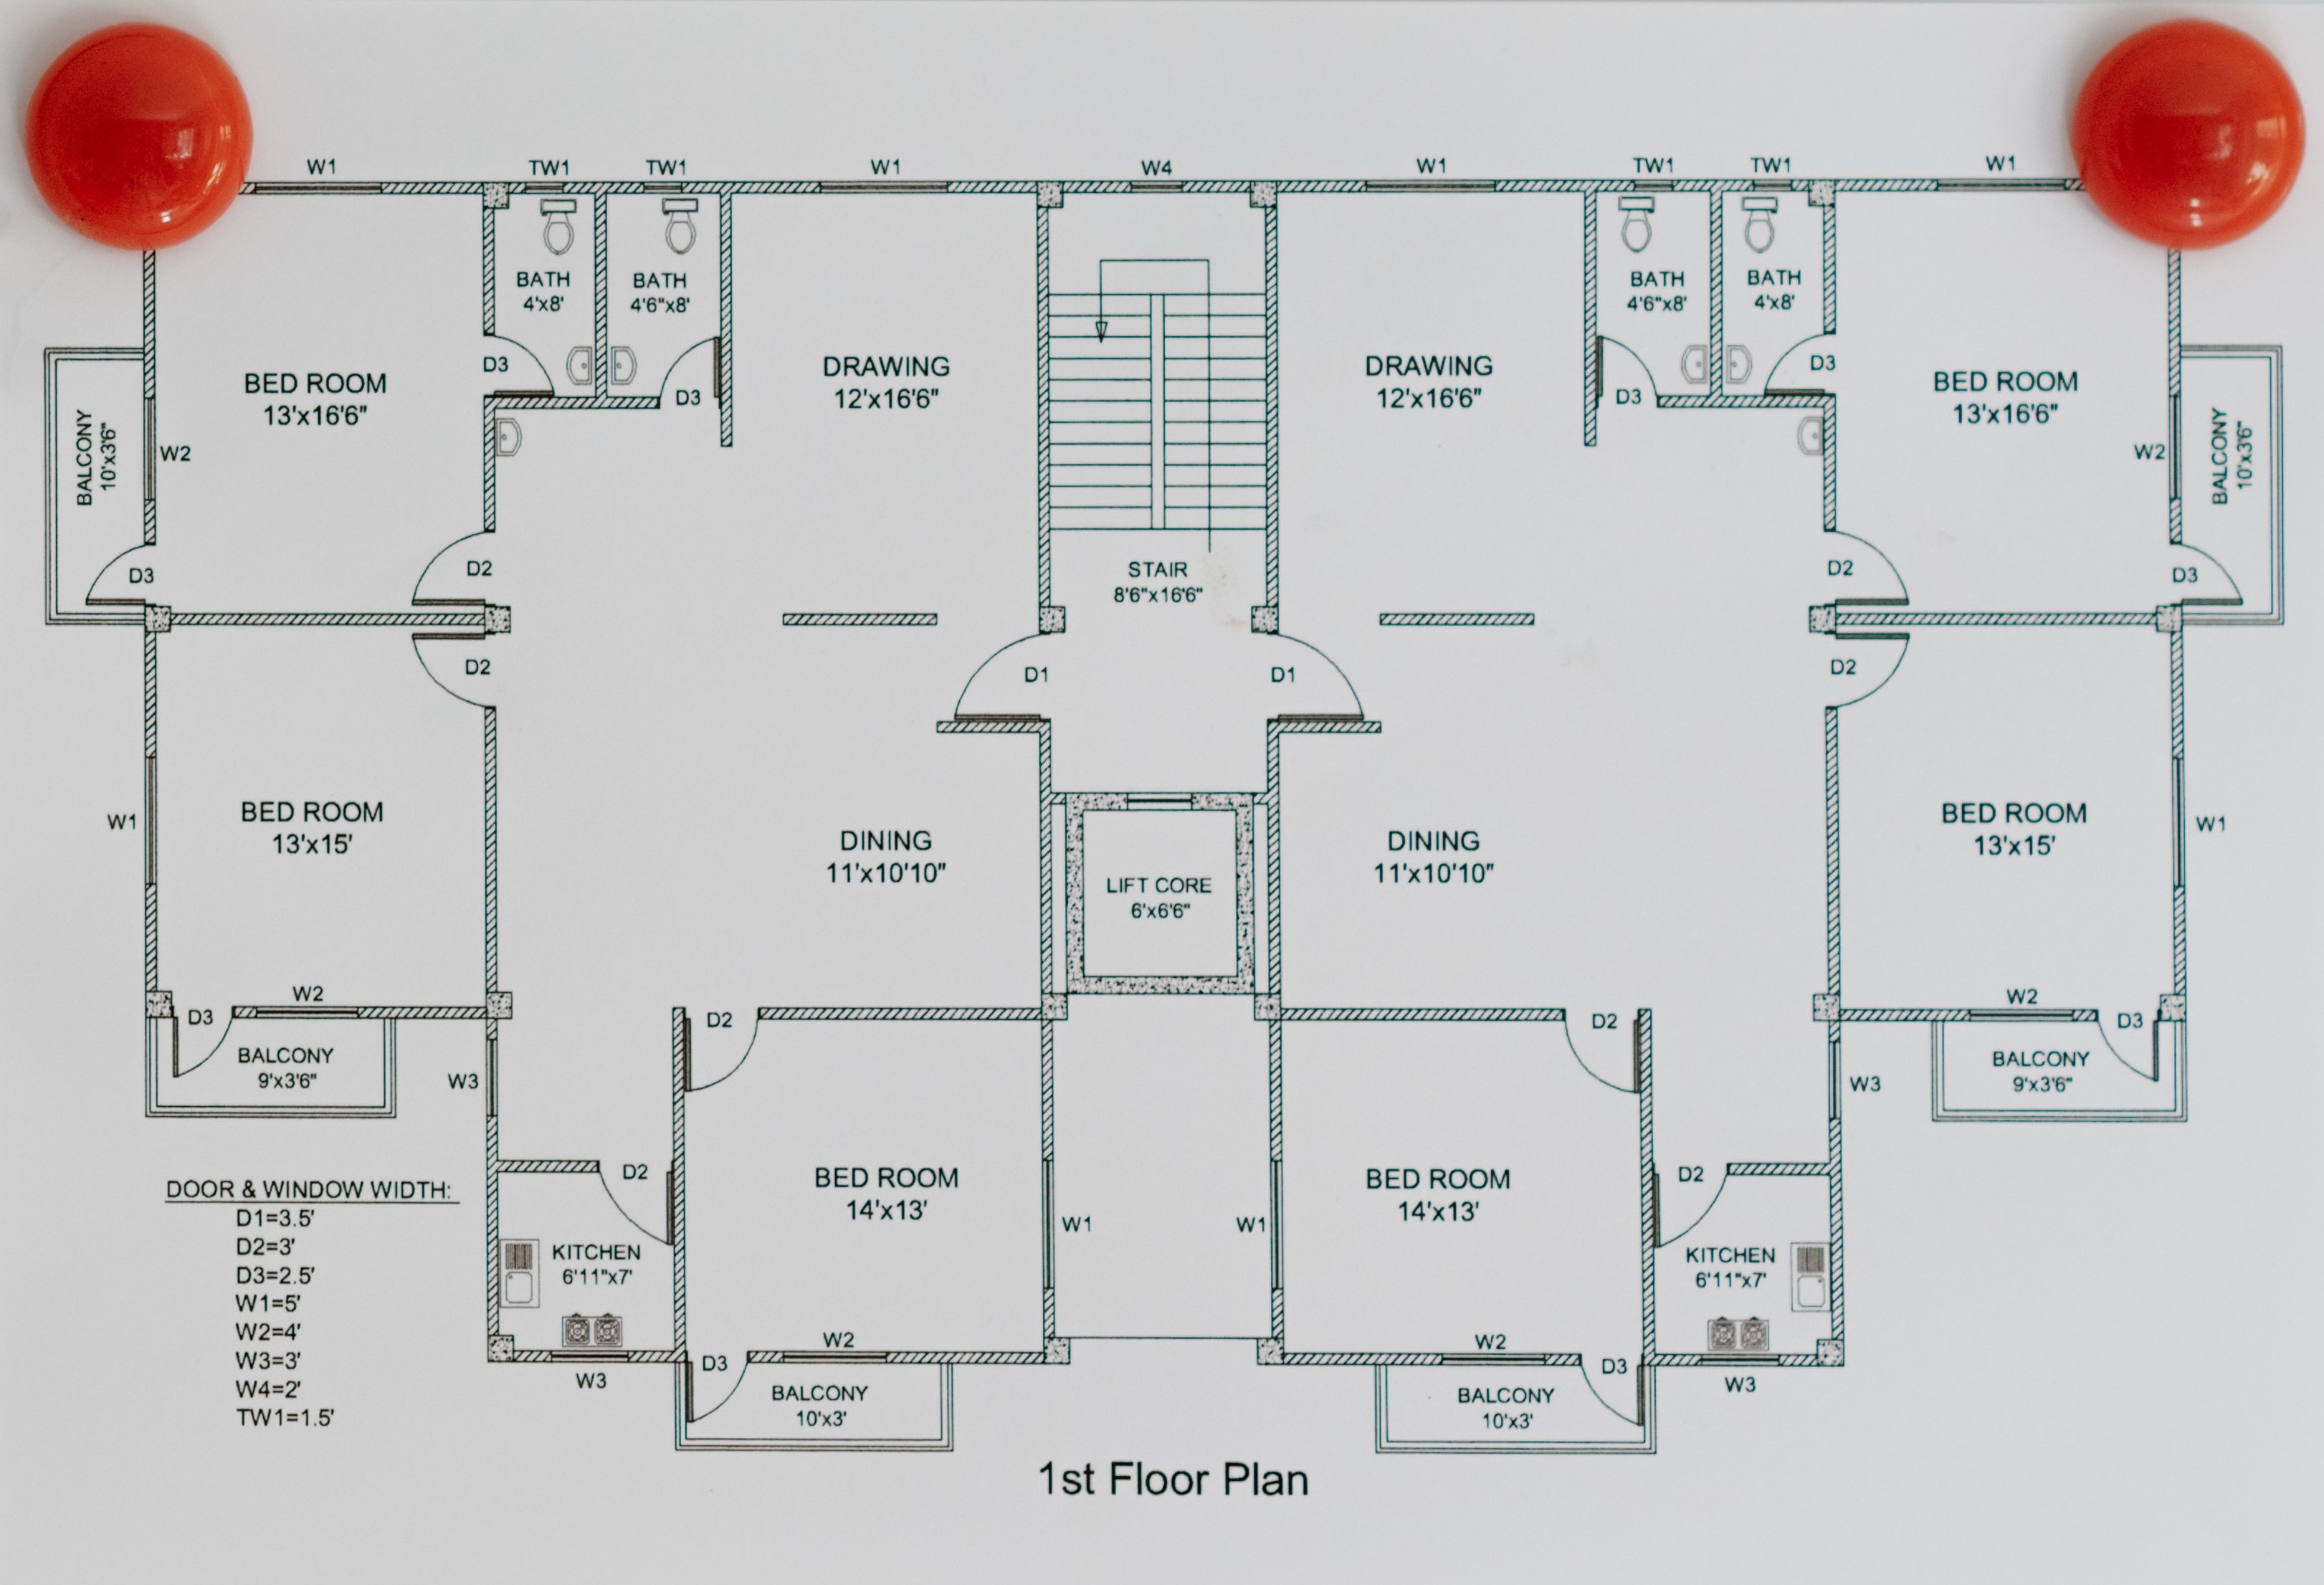 W1
TW1
TW1
W1
W4
W1
TW1
TW1
W1
BATH
4'x8'
BATH
4'6"x8'
BATH
4'6"x8'
BATH
4'x8'
D3
D3
D3
D3
BED ROOM
13'x16'6"
DRAWING
12'x16'6"
DRAWING
12'x16'6"
BED ROOM
13'x16'6"
BALCONY
10'x3'6"
W2
W2
BALCONY
10'x3'6"
D3
D2
STAIR
8'6"x16'6"
D2
D3
D2
D1
D1
D2
W1
BED ROOM
13'x15'
DINING
11'x10'10"
LIFT CORE
6'x6'6"
DINING
11'x10'10"
BED ROOM
13'x15'
W1
D3
W2
D2
D2
W2
D3
BALCONY
9'x3'6"
W3
W3
BALCONY
9'x3'6"
D2
BED ROOM
14'x13'
W1
W1
BED ROOM
14'x13'
D2
KITCHEN
6'11"x7'
KITCHEN
6'11"x7'
DOOR & WINDOW WIDTH:
D1=3.5'
D2=3'
D3=2.5'
W1=5'
W2=4'
W3=3'
W4=2'
TW1=1.5'
W3
D3
W2
W2
D3
W3
BALCONY
10'x3'
BALCONY
10'x3'
1st Floor Plan